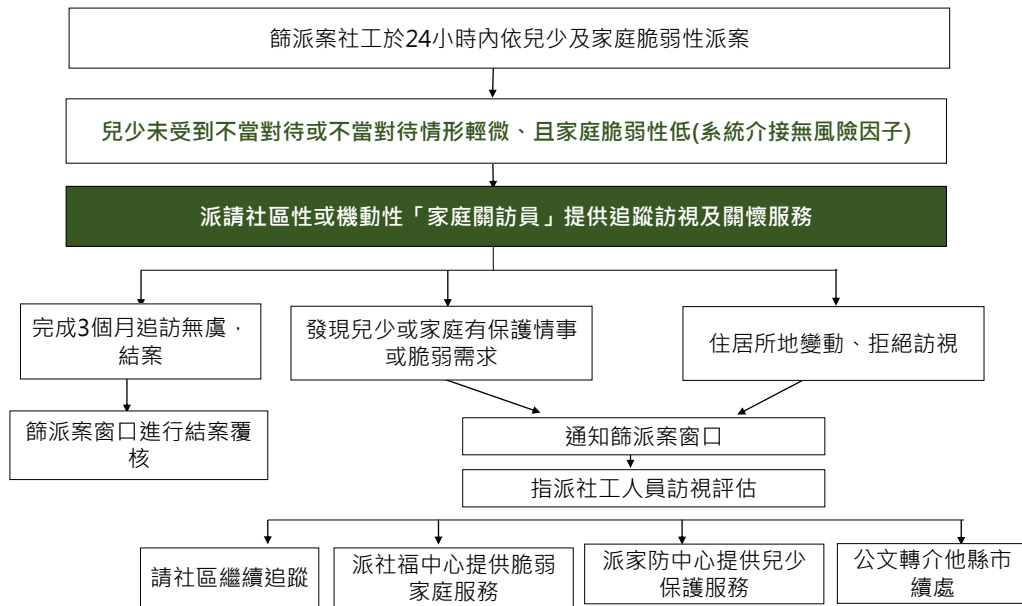 篩派案社工於24小時內依兒少及家庭脆弱性派案
兒少未受到不當對待或不當對待情形輕微、且家庭脆弱性低(系統介接無風險因子)
派請社區性或機動性「家庭關訪員」提供追蹤訪視及關懷服務
完成3個月追訪無虞，
結案
發現兒少或家庭有保護情事
或脆弱需求
住居所地變動、拒絕訪視
篩派案窗口進行結案覆
核
通知篩派案窗口
指派社工人員訪視評估
請社區繼續追蹤
派社福中心提供脆弱
家庭服務
派家防中心提供兒少
保護服務
公文轉介他縣市
續處